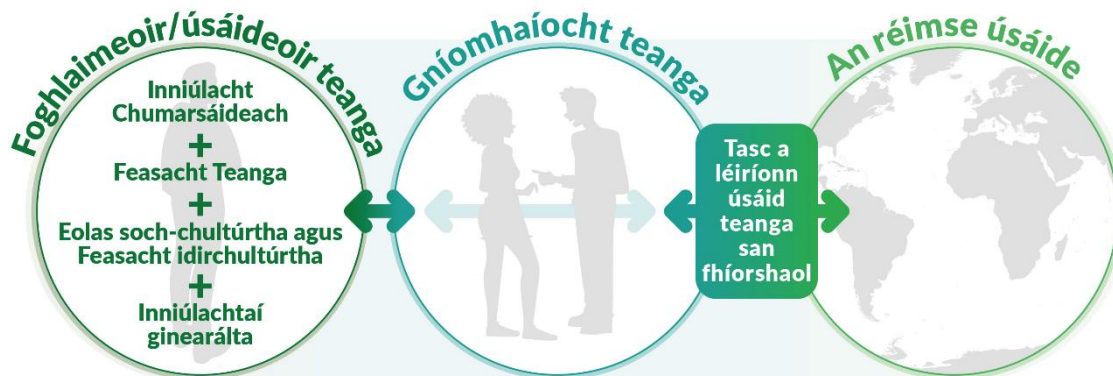 Foghlaimeoir/úsáideoir teanga
Inniúlacht
Chumarsáideach
+
Feasacht Teanga
+
Eolas soch-chultúrtha agus
Feasacht idirchultúrtha
+
Inniúlachtaí
ginearálta
Gníomhaíocht teanga
Tasc a
léiríonn
úsáid
teanga
san
fhíorshaol
An réimse úsáide